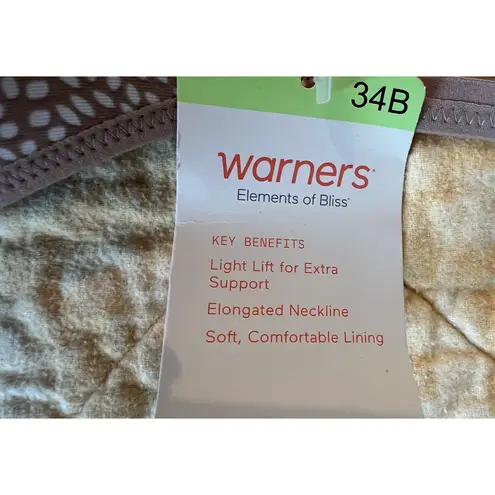 34B
warners®
Elements of Bliss®
KEY BENEFITS
Light Lift for Extra
Support
Elongated Neckline
Soft, Comfortable Lining